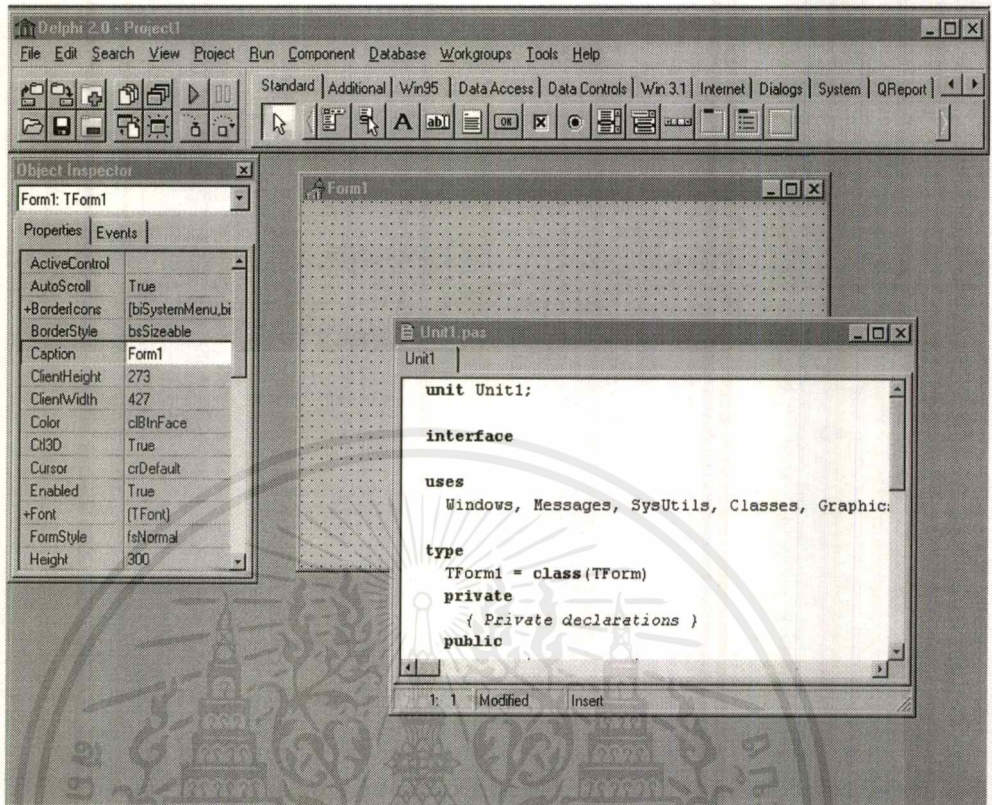 Delphi 2.0 - Project1
File Edit Search View Project Run Component Database Workgroups Tools Help
Standard Additional Win95 Data Access Data Controls Win 3.1 Internet Dialogs System QReport
A ab OK
Object Inspector
Form1: TForm1
Properties Events
ActiveControl
AutoScroll True
+BorderIcons [biSystemMenu,bi
BorderStyle bsSizeable
Caption Form1
ClientHeight 273
ClientWidth 427
Color clBtnFace
Ctl3D True
Cursor crDefault
Enabled True
+Font (TFont)
FormStyle fsNormal
Height 300
Form1
Unit1.pas
Unit1
unit Unit1;
interface
uses
Windows, Messages, SysUtils, Classes, Graphic
type
TForm1 = class(TForm)
private
{ Private declarations }
public
1: 1 Modified Insert